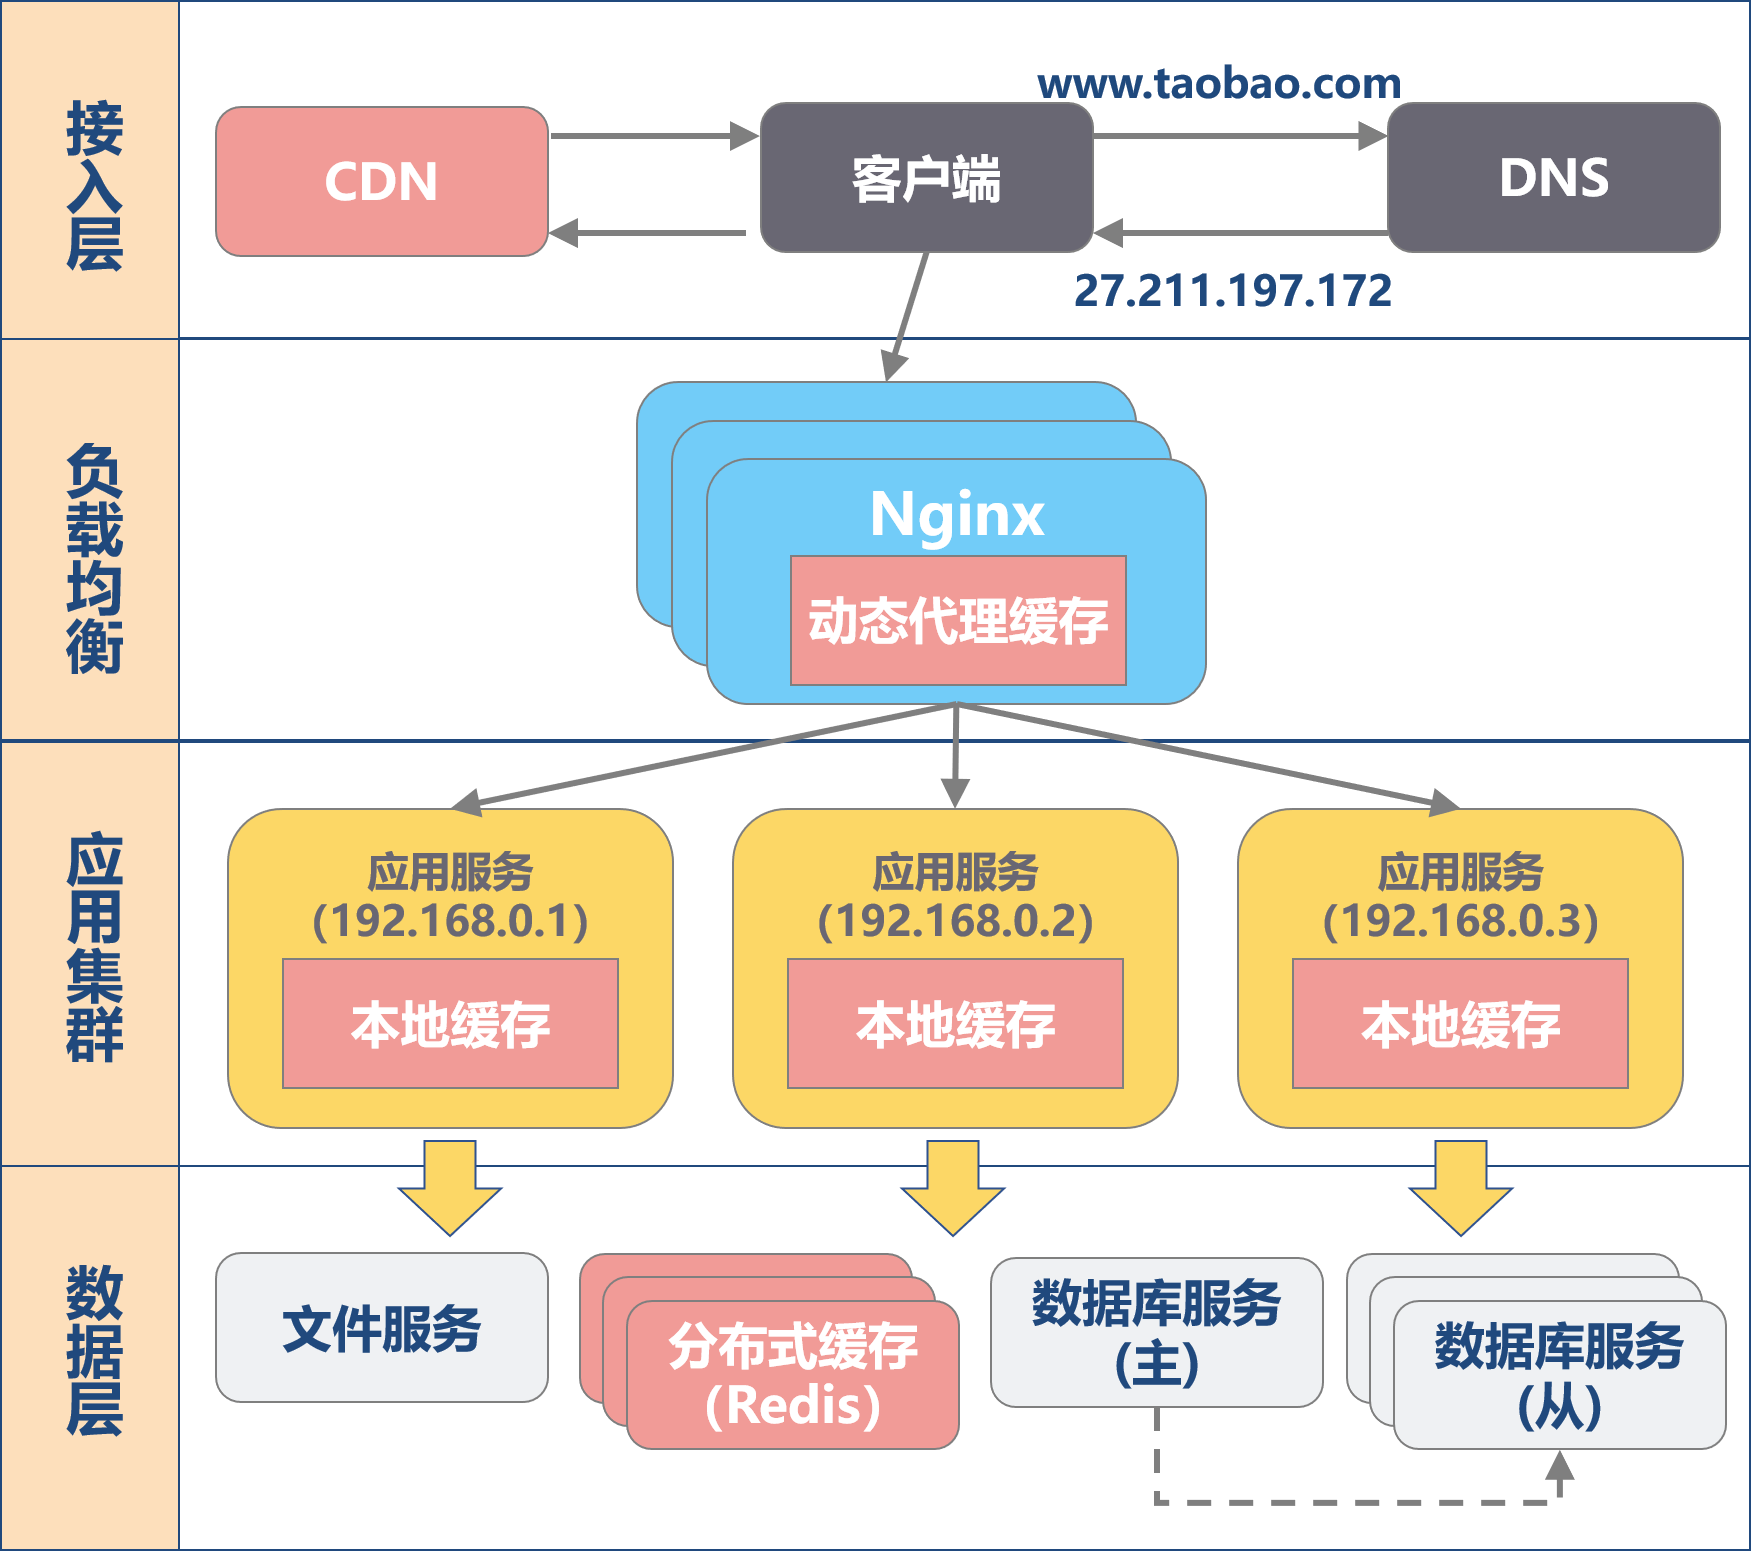 接入层
www.taobao.com
CDN
客户端
DNS
27.211.197.172
负载均衡
Nginx
动态代理缓存
应用集群
应用服务
(192.168.0.1)
本地缓存
应用服务
(192.168.0.2)
本地缓存
应用服务
(192.168.0.3)
本地缓存
数据层
文件服务
分布式缓存
(Redis)
数据库服务
(主)
数据库服务
(从)